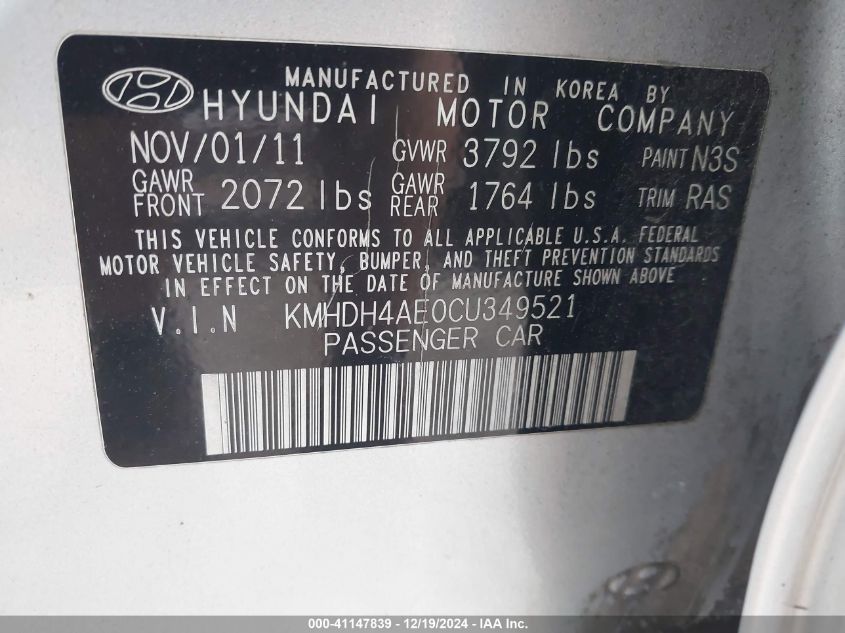 MANUFACTURED IN KOREA BY
HYUNDAI MOTOR COMPANY
NOV/01/11 GVWR 3792 lbs PAINT N3S
GAWR FRONT 2072 lbs GAWR REAR 1764 lbs TRIM RAS
THIS VEHICLE CONFORMS TO ALL APPLICABLE U.S.A. FEDERAL
MOTOR VEHICLE SAFETY, BUMPER, AND THEFT PREVENTION STANDARDS
IN EFFECT ON THE DATE OF MANUFACTURE SHOWN ABOVE
V.I.N KMHDH4AE0CU349521
PASSENGER CAR
000-41147839 - 12/19/2024 - IAA Inc.